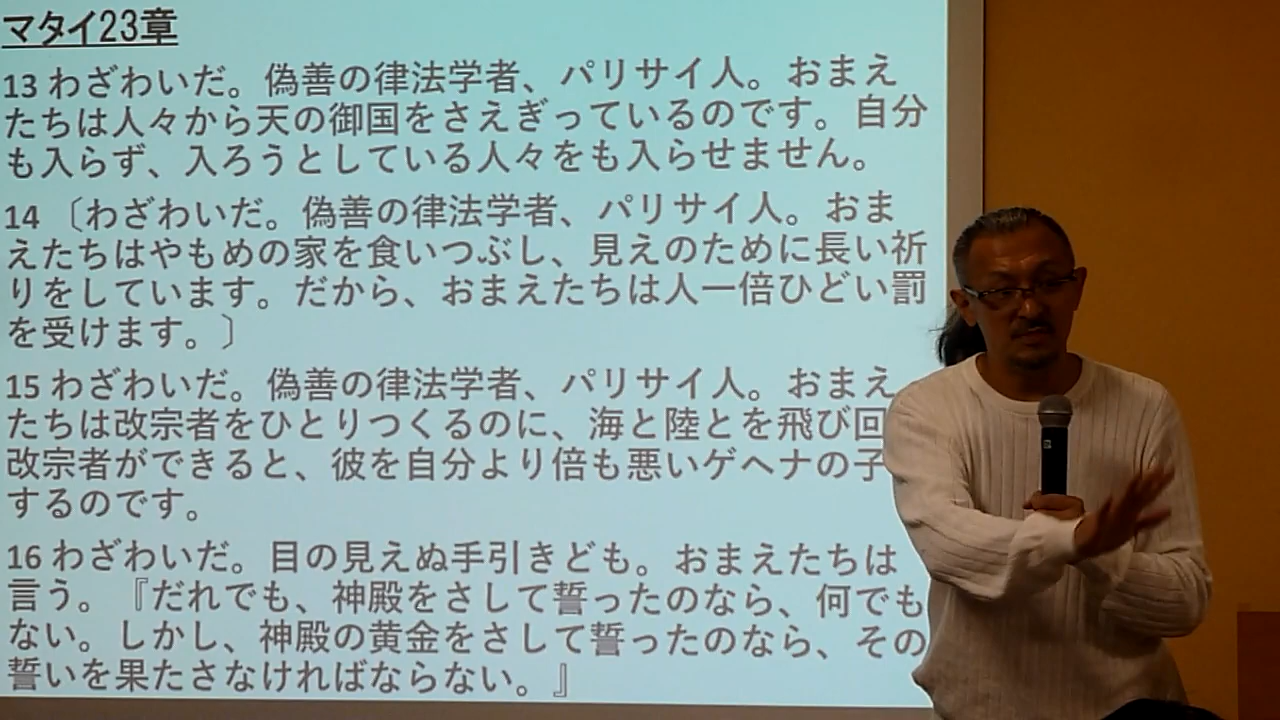 マタイ23章
13 わざわいだ。偽善の律法学者、パリサイ人。おまえ
たちは人々から天の御国をさえぎっているのです。自分
も入らず、入ろうとしている人々をも入らせません。
14 〔わざわいだ。偽善の律法学者、パリサイ人。おま
えたちはやもめの家を食いつぶし、見えのために長い祈
りをしています。だから、おまえたちは人一倍ひどい罰
を受けます。〕
15 わざわいだ。偽善の律法学者、パリサイ人。おまえ
たちは改宗者をひとりつくるのに、海と陸とを飛び回
改宗者ができると、彼を自分より倍も悪いゲヘナの子
するのです。
16 わざわいだ。目の見えぬ手引きども。おまえたちは
言う。『だれでも、神殿をさして誓ったのなら、何でも
ない。しかし、神殿の黄金をさして誓ったのなら、その
誓いを果たさなければならない。』